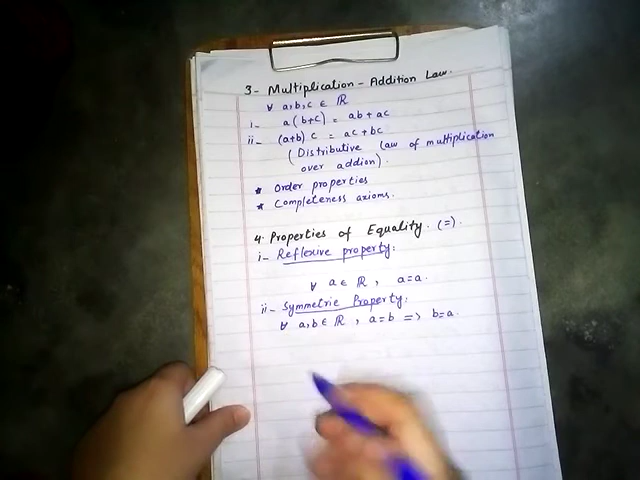 3- Multiplication - Addition Law.
∀ a,b,c ∈ ℝ
i- a(b+c) = ab + ac
ii- (a+b) c = ac + bc
(Distributive law of multiplication
over addion).
* Order properties
* Completeness axioms.
4. Properties of Equality. (=)
i- Reflexive property:
∀ a ∈ ℝ, a=a.
ii- Symmetric Property:
∀ a,b ∈ ℝ, a=b => b=a.